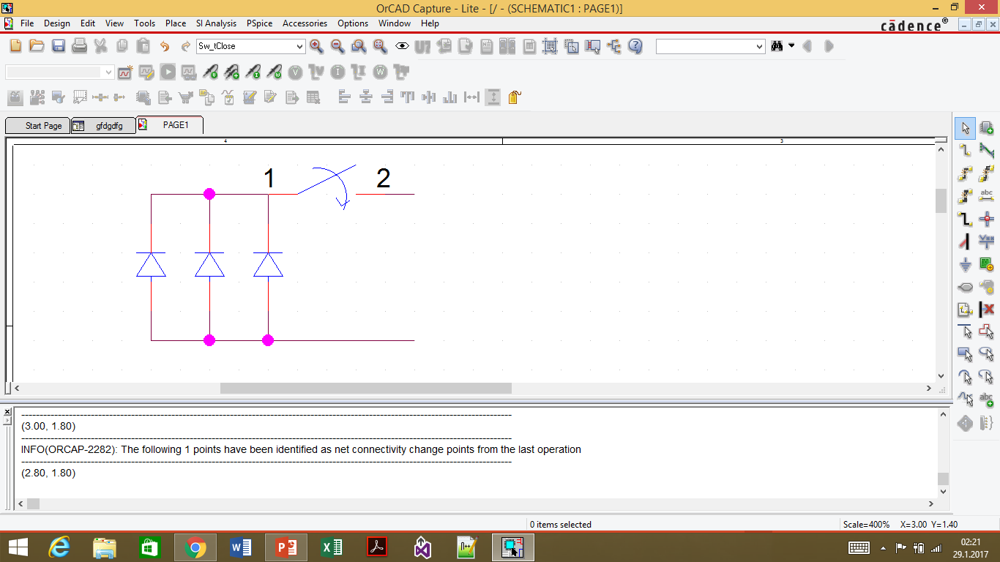 OrCAD Capture - Lite - [/ - (SCHEMATIC1 : PAGE1)]
File Design Edit View Tools Place SI Analysis PSpice Accessories Options Window Help
cādence®
Sw_tClose
U?
V I W
Start Page gfdgdfg PAGE1
4 3
1 2
abc
abc
(3.00, 1.80)
INFO(ORCAP-2282): The following 1 points have been identified as net connectivity change points from the last operation
(2.80, 1.80)
0 items selected Scale=400% X=3.00 Y=1.40
02:21
29.1.2017